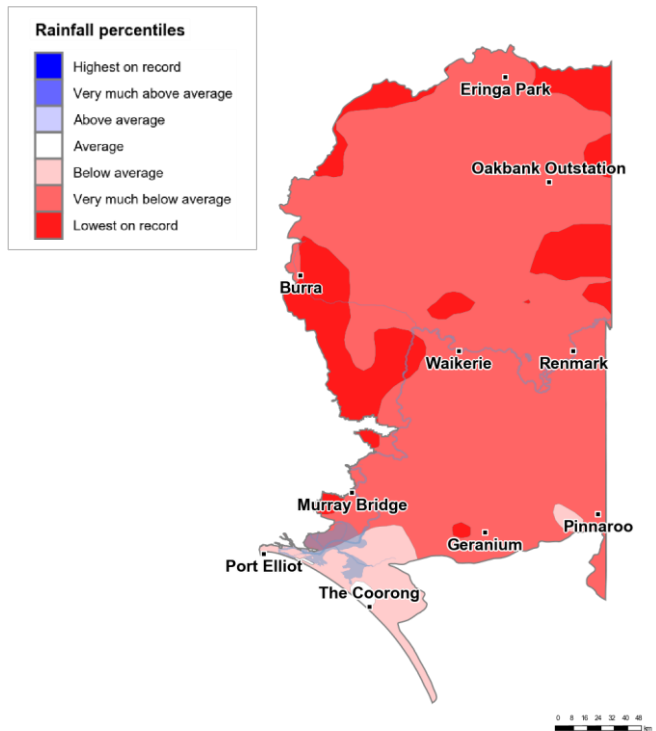 Rainfall percentiles
Highest on record
Very much above average
Above average
Average
Below average
Very much below average
Lowest on record
Eringa Park
Oakbank Outstation
Burra
Waikerie
Renmark
Murray Bridge
Pinnaroo
Geranium
Port Elliot
The Coorong
0 8 16 24 32 40 48
km